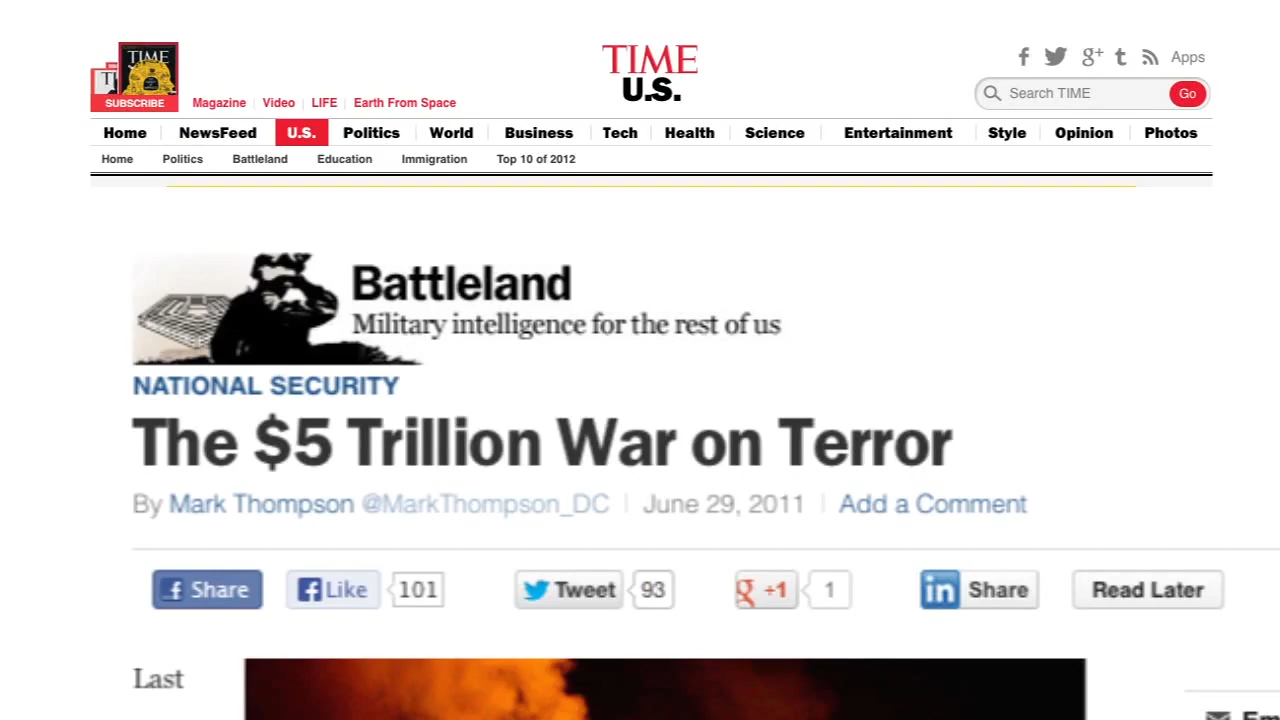 TIME
SUBSCRIBE
Magazine
Video
LIFE
Earth From Space
TIME
U.S.
Apps
Search TIME
Go
Home
NewsFeed
U.S.
Politics
World
Business
Tech
Health
Science
Entertainment
Style
Opinion
Photos
Home
Politics
Battleland
Education
Immigration
Top 10 of 2012
Battleland
Military intelligence for the rest of us
NATIONAL SECURITY
The $5 Trillion War on Terror
By Mark Thompson @MarkThompson_DC | June 29, 2011 | Add a Comment
Share
Like
101
Tweet
93
+1
1
in Share
Read Later
Last